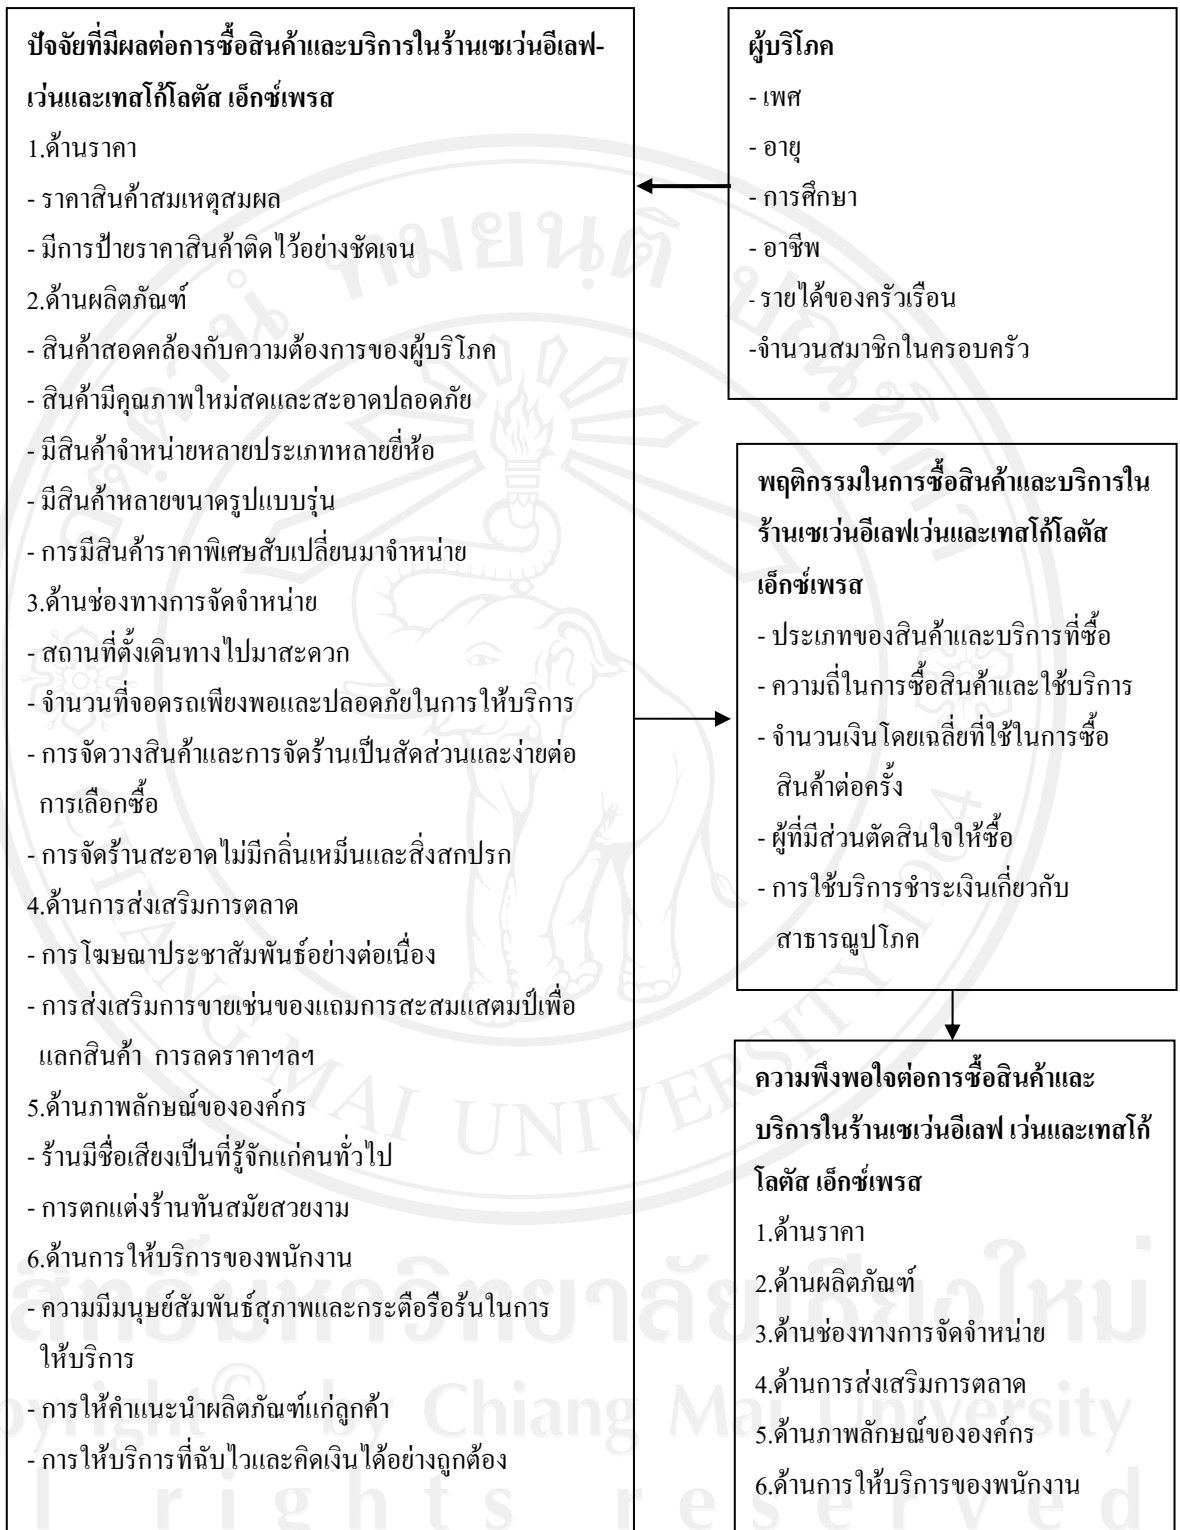 ปัจจัยที่มีผลต่อการซื้อสินค้าและบริการในร้านเซเว่นอีเลฟ-
เว่นและเทสโก้โลตัส เอ็กซ์เพรส
1.ด้านราคา
- ราคาสินค้าสมเหตุสมผล
- มีการป้ายราคาสินค้าติดไว้อย่างชัดเจน
2.ด้านผลิตภัณฑ์
- สินค้าสอดคล้องกับความต้องการของผู้บริโภค
- สินค้ามีคุณภาพใหม่สดและสะอาดปลอดภัย
- มีสินค้าจำหน่ายหลายประเภทหลายยี่ห้อ
- มีสินค้าหลายขนาดรูปแบบรุ่น
- การมีสินค้าราคาพิเศษสับเปลี่ยนมาจำหน่าย
3.ด้านช่องทางการจัดจำหน่าย
- สถานที่ตั้งเดินทางไปมาสะดวก
- จำนวนที่จอดรถเพียงพอและปลอดภัยในการให้บริการ
- การจัดวางสินค้าและการจัดร้านเป็นสัดส่วนและง่ายต่อ
การเลือกซื้อ
- การจัดร้านสะอาดไม่มีกลิ่นเหม็นและสิ่งสกปรก
4.ด้านการส่งเสริมการตลาด
- การโฆษณาประชาสัมพันธ์อย่างต่อเนื่อง
- การส่งเสริมการขายเช่นของแถมการสะสมแสตมป์เพื่อ
แลกสินค้า การลดราคาฯลฯ
5.ด้านภาพลักษณ์ขององค์กร
- ร้านมีชื่อเสียงเป็นที่รู้จักแก่คนทั่วไป
- การตกแต่งร้านทันสมัยสวยงาม
6.ด้านการให้บริการของพนักงาน
- ความมีมนุษย์สัมพันธ์สุภาพและกระตือรือร้นในการ
ให้บริการ
- การให้คำแนะนำผลิตภัณฑ์แก่ลูกค้า
- การให้บริการที่ฉับไวและคิดเงินได้อย่างถูกต้อง
ผู้บริโภค
- เพศ
- อายุ
- การศึกษา
- อาชีพ
- รายได้ของครัวเรือน
-จำนวนสมาชิกในครอบครัว
พฤติกรรมในการซื้อสินค้าและบริการใน
ร้านเซเว่นอีเลฟเว่นและเทสโก้โลตัส
เอ็กซ์เพรส
- ประเภทของสินค้าและบริการที่ซื้อ
- ความถี่ในการซื้อสินค้าและใช้บริการ
- จำนวนเงินโดยเฉลี่ยที่ใช้ในการซื้อ
สินค้าต่อครั้ง
- ผู้ที่มีส่วนตัดสินใจให้ซื้อ
- การใช้บริการชำระเงินเกี่ยวกับ
สาธารณูปโภค
ความพึงพอใจต่อการซื้อสินค้าและ
บริการในร้านเซเว่นอีเลฟ เว่นและเทสโก้
โลตัส เอ็กซ์เพรส
1.ด้านราคา
2.ด้านผลิตภัณฑ์
3.ด้านช่องทางการจัดจำหน่าย
4.ด้านการส่งเสริมการตลาด
5.ด้านภาพลักษณ์ขององค์กร
6.ด้านการให้บริการของพนักงาน
CHIANG MAI UNIVERSITY 1964
สิทธิ์มหาวิทยาลัยเชียงใหม่
opyright © by Chiang Mai University
l rights reserved